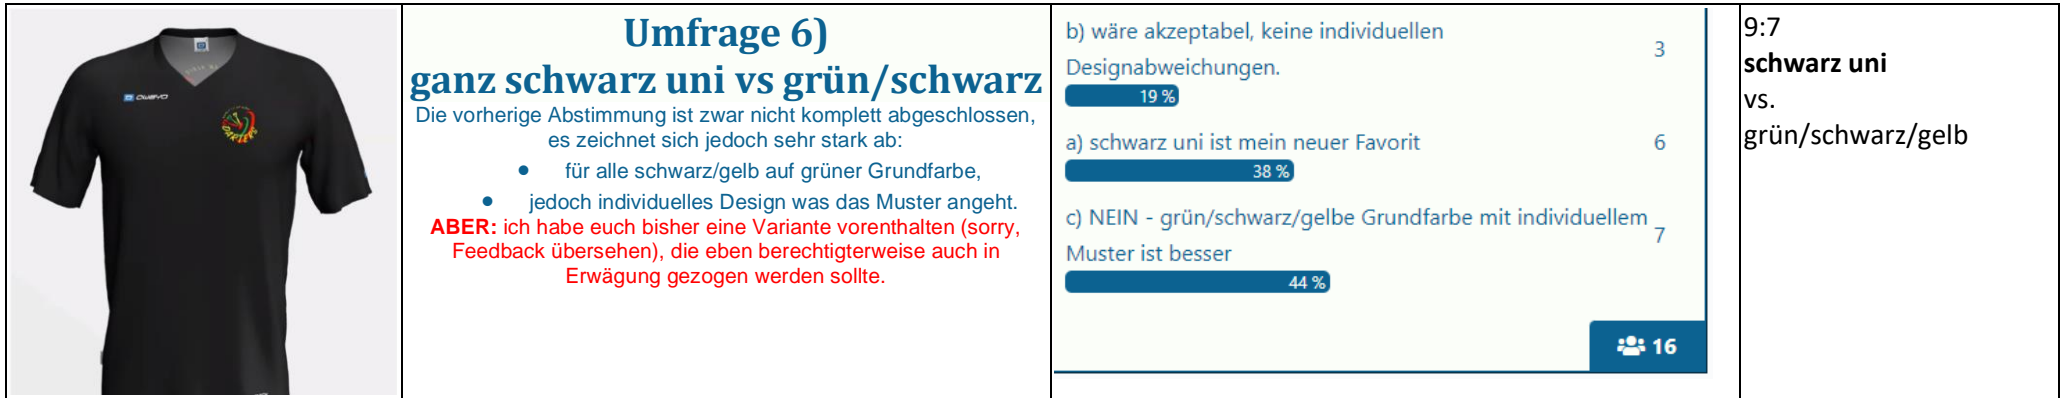 owayo
DARTERS
Umfrage 6)
ganz schwarz uni vs grün/schwarz
Die vorherige Abstimmung ist zwar nicht komplett abgeschlossen,
es zeichnet sich jedoch sehr stark ab:
• für alle schwarz/gelb auf grüner Grundfarbe,
• jedoch individuelles Design was das Muster angeht.
ABER: ich habe euch bisher eine Variante vorenthalten (sorry,
Feedback übersehen), die eben berechtigterweise auch in
Erwägung gezogen werden sollte.
b) wäre akzeptabel, keine individuellen
Designabweichungen.
3
19 %
a) schwarz uni ist mein neuer Favorit
6
38 %
c) NEIN - grün/schwarz/gelbe Grundfarbe mit individuellem
Muster ist besser
7
44 %
16
9:7
schwarz uni
vs.
grün/schwarz/gelb